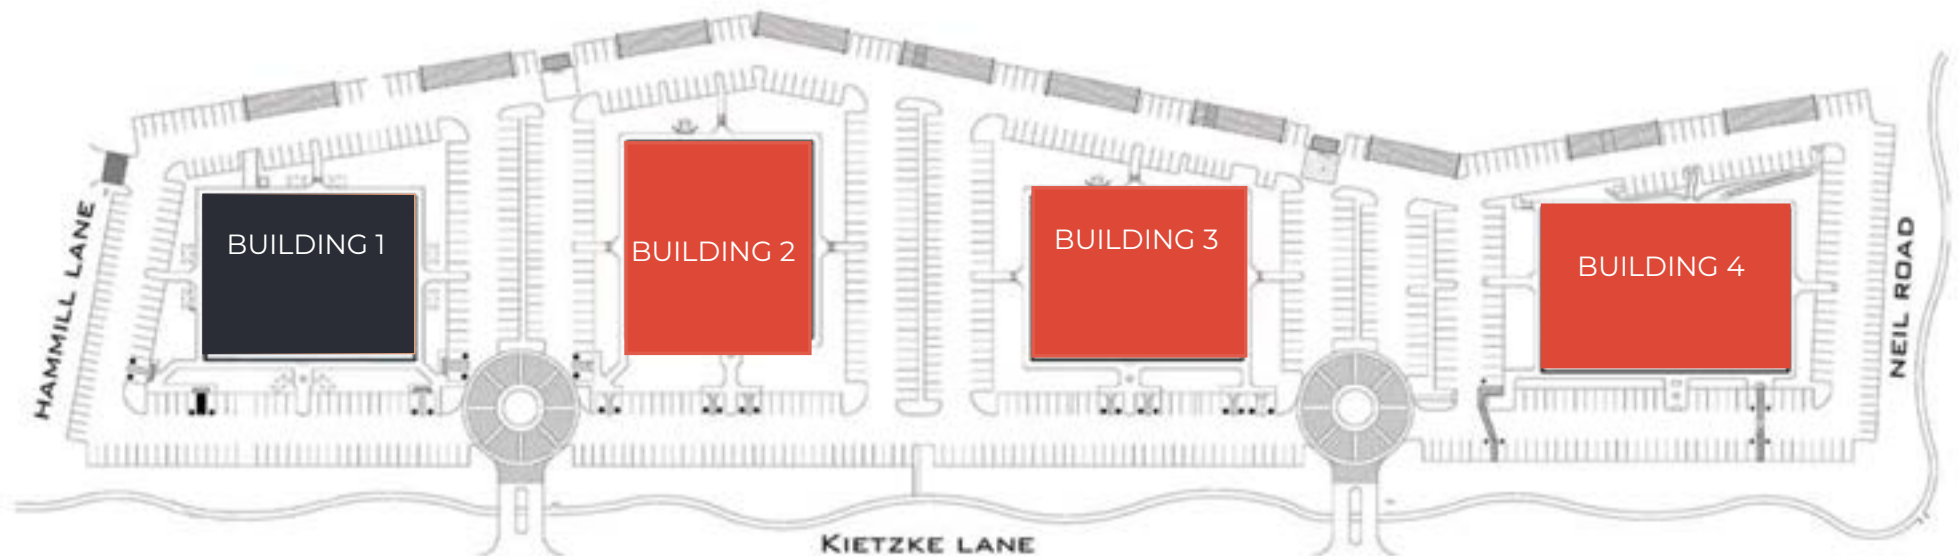 BUILDING 1
BUILDING 2
BUILDING 3
BUILDING 4
HAMMILL LANE
NEIL ROAD
KIETZKE LANE